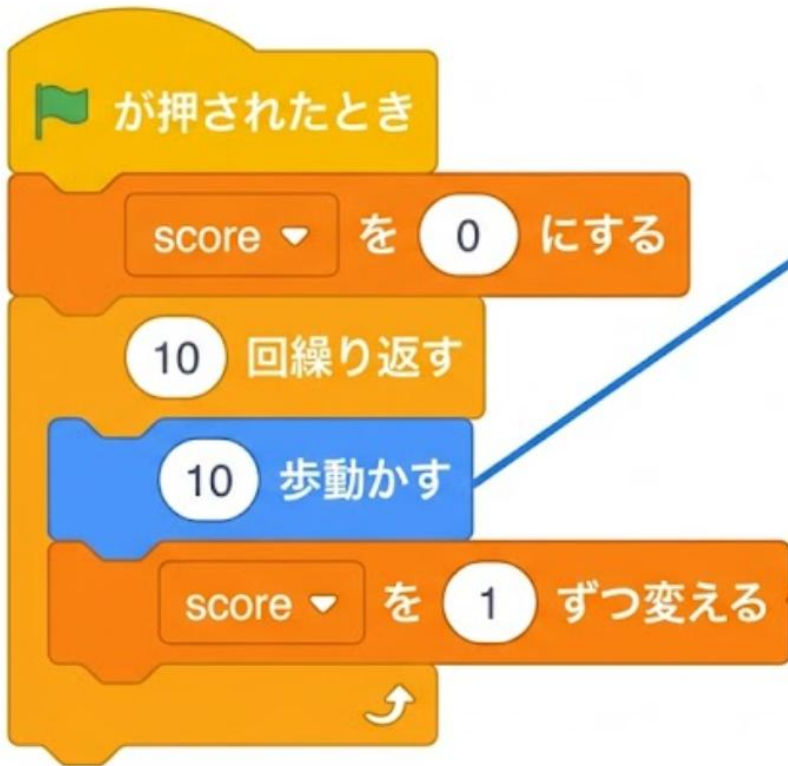 が押されたとき
score を 0 にする
10 回繰り返す
10 歩動かす
score を 1 ずつ変える